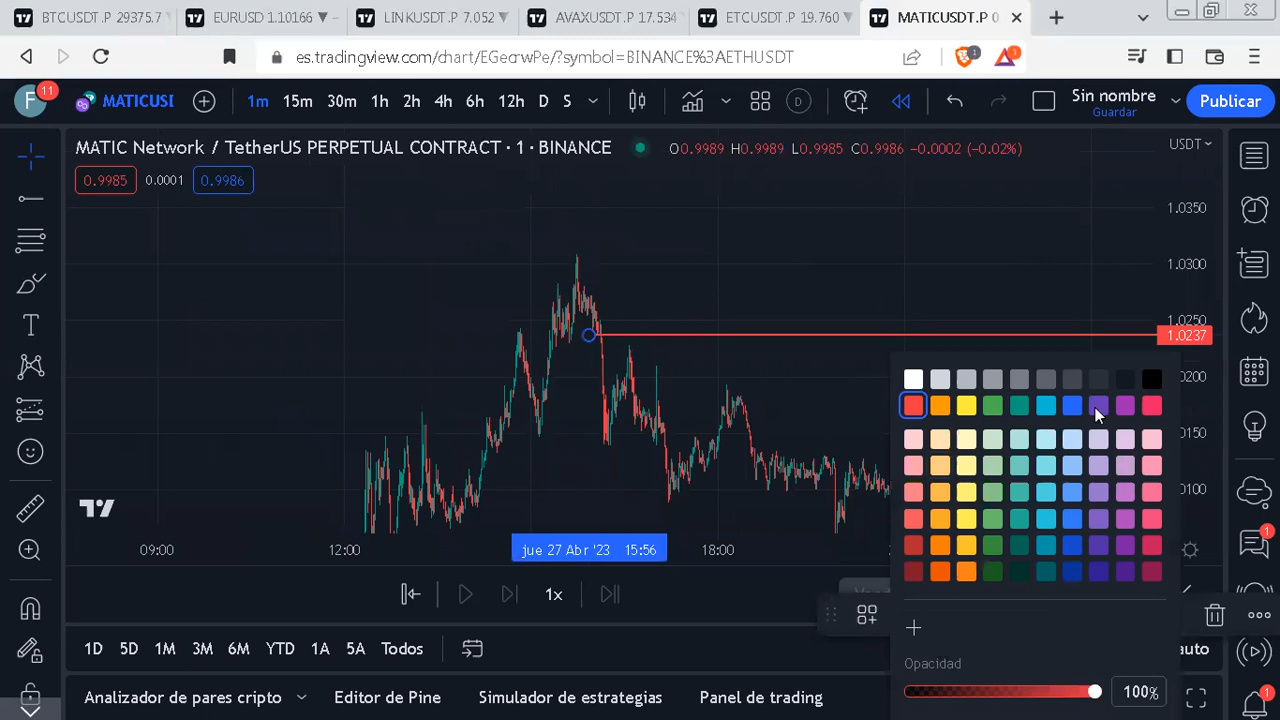 BTCUSDT.P 29375.7 EURUSD 1.10166 LINKUSDT.P 7.052 AVAXUSDT.P 17.534 ETCUSDT.P 19.760 MATICUSDT.P 0
1 es.tradingview.com/chart/EGetrwPs/?symbol=BINANCE%3AETHUSDT 1
F 11 MATICUSI 1m 15m 30m 1h 2h 4h 6h 12h D S D Sin nombre Guardar Publicar
MATIC Network / TetherUS PERPETUAL CONTRACT · 1 · BINANCE O0.9989 H0.9989 L0.9985 C0.9986 −0.0002 (−0.02%) USDT
0.9985 0.0001 0.9986
1.0350
1.0300
1.0250
1.0237
0200
0150
0100
09:00 12:00 jue 27 Abr '23 15:56 18:00
1x
1D 5D 1M 3M 6M YTD 1A 5A Todos auto
Opacidad
100%
Analizador de pares cripto Editor de Pine Simulador de estrategias Panel de trading
1
1